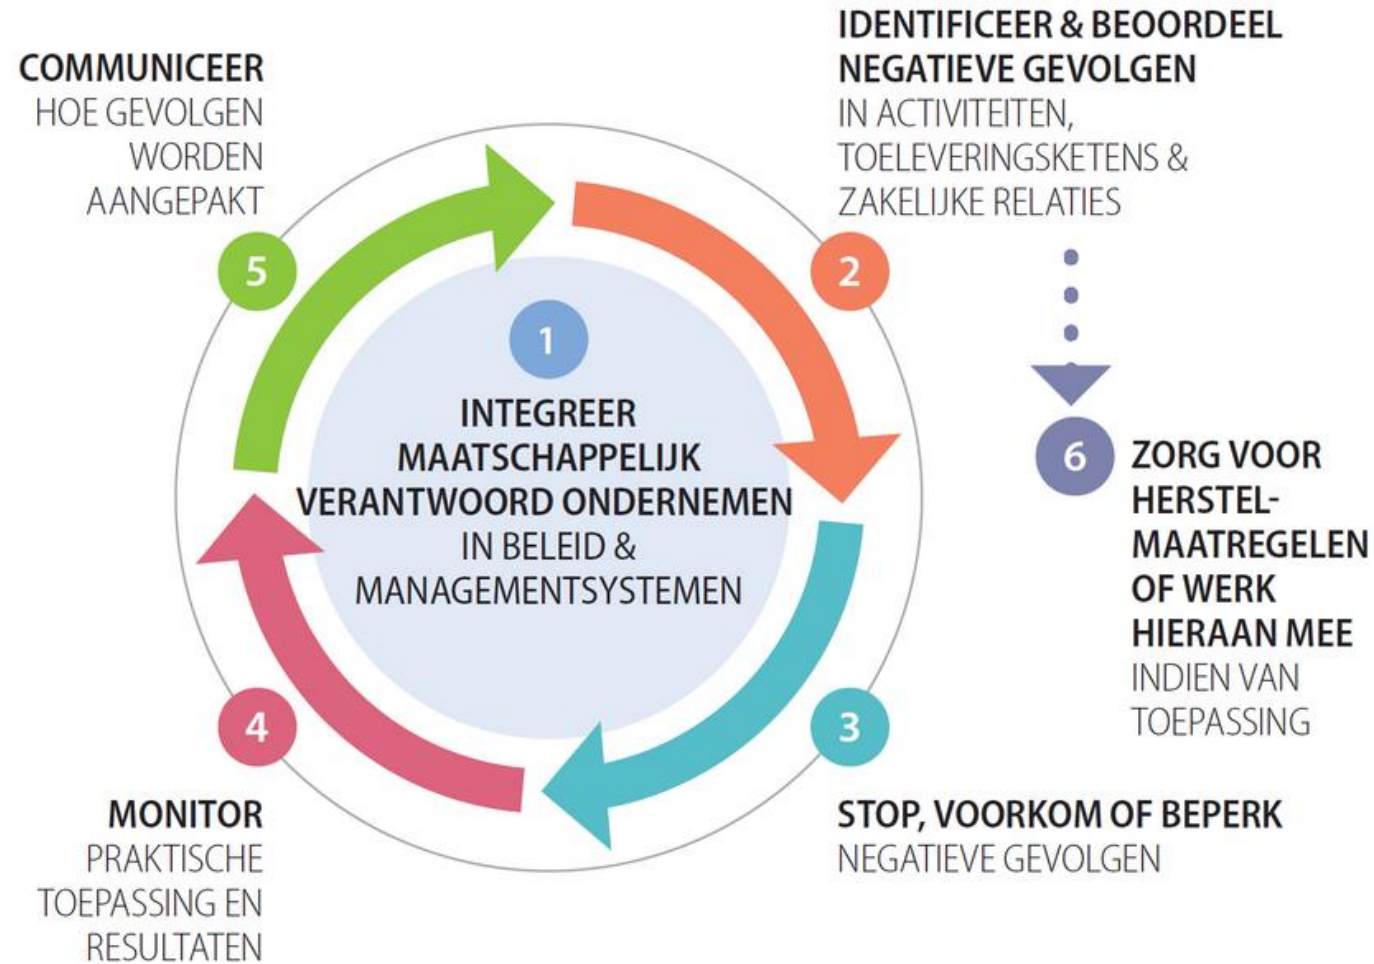 COMMUNICEER
HOE GEVOLGEN
WORDEN
AANGEPAKT
5
IDENTIFICEER & BEOORDEEL
NEGATIEVE GEVOLGEN
IN ACTIVITEITEN,
TOELEVERINGSKETENS &
ZAKELIJKE RELATIES
2
1
INTEGREER
MAATSCHAPPELIJK
VERANTWOORD ONDERNEMEN
IN BELEID &
MANAGEMENTSYSTEMEN
6
ZORG VOOR
HERSTEL-
MAATREGELEN
OF WERK
HIERAAN MEE
INDIEN VAN
TOEPASSING
4
MONITOR
PRAKTISCHE
TOEPASSING EN
RESULTATEN
3
STOP, VOORKOM OF BEPERK
NEGATIEVE GEVOLGEN